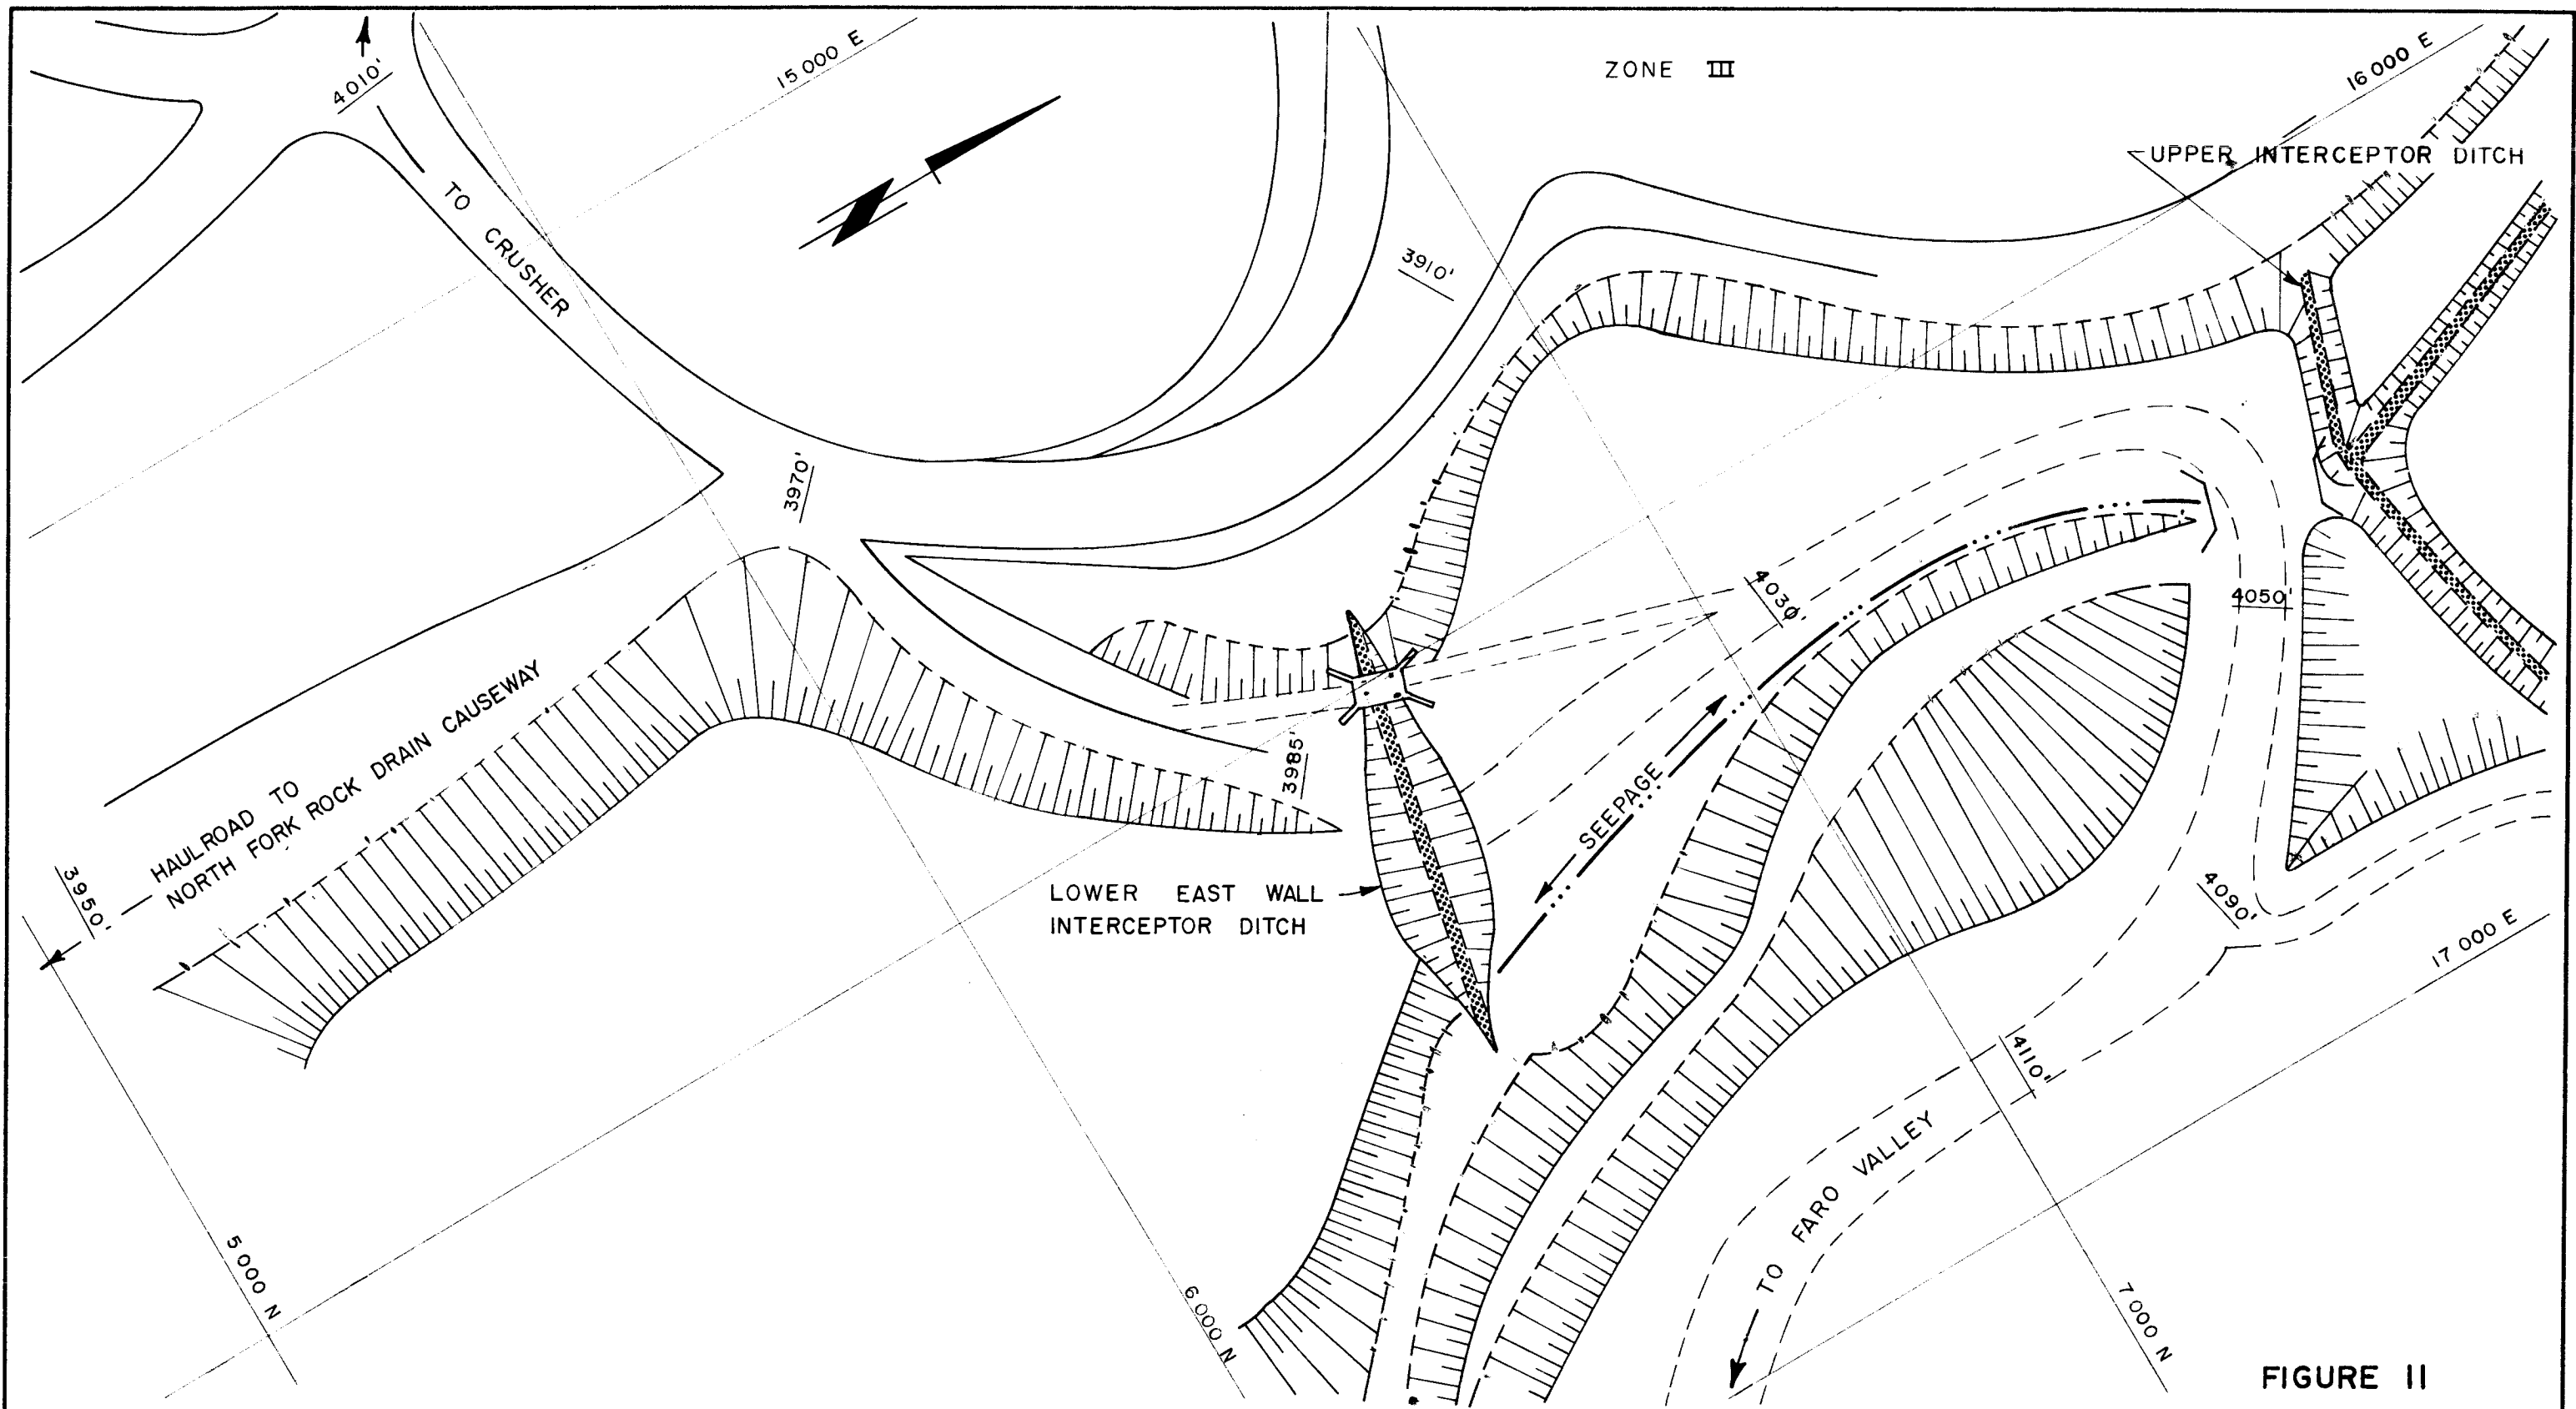 4010'
15 000 E
ZONE III
16 000 E
UPPER INTERCEPTOR DITCH
N
TO CRUSHER
3910'
3970'
4030'
4050'
HAULROAD TO
NORTH FORK ROCK DRAIN CAUSEWAY
3985'
SEEPAGE
3950'
LOWER EAST WALL
INTERCEPTOR DITCH
4090'
17 000 E
4110'
TO FARO VALLEY
5 000 N
6 000 N
7 000 N
FIGURE 11